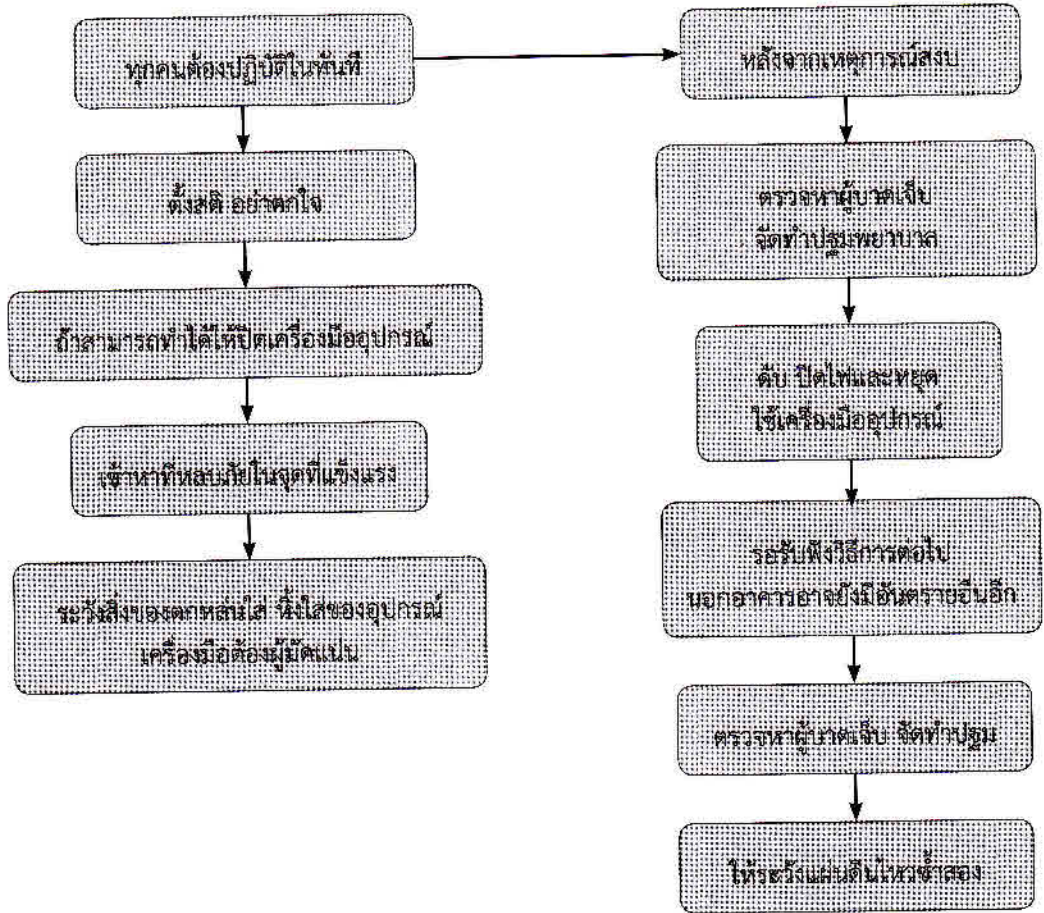 ทุกคนต้องปฏิบัติในทันที
ตั้งสติ อย่าตกใจ
ถ้าสามารถทำได้ให้ปิดเครื่องมืออุปกรณ์
เข้าหาที่หลบภัยในจุดที่แข็งแรง
ระวังสิ่งของตกหล่นใส่ ทิ้งใส่ของอุปกรณ์
เครื่องมือต้องผู้มัดแน่น
หลังจากเหตุการณ์สงบ
ตรวจหาผู้บาดเจ็บ
จัดทำปฐมพยาบาล
ดับ ปิดไฟและหยุด
ใช้เครื่องมืออุปกรณ์
รอรับฟังวิธีการต่อไป
นอกอาคารอาจยังมีอันตรายอื่นอีก
ตรวจหาผู้บาดเจ็บ จัดทำปฐม
ให้ระวังแผ่นดินไหวซ้ำสอง